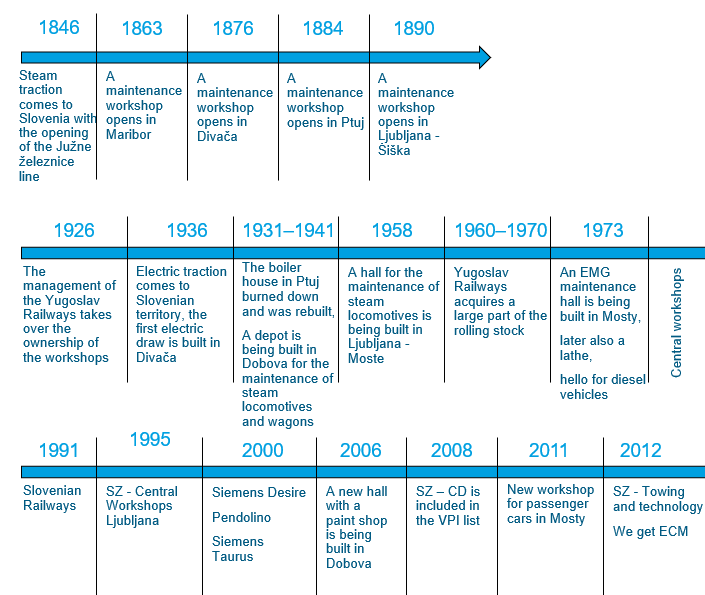 1846
1863
1876
1884
1890
Steam
traction
comes to
Slovenia with
the opening
of the Južne
železnice
line
A
maintenance
workshop
opens in
Maribor
A
maintenance
workshop
opens in
Divača
A
maintenance
workshop
opens in Ptuj
A
maintenance
workshop
opens in
Ljubljana -
Šiška
1926
1936
1931–1941
1958
1960–1970
1973
The
management of
the Yugoslav
Railways takes
over the
ownership of
the workshops
Electric traction
comes to
Slovenian
territory, the
first electric
draw is built in
Divača
The boiler
house in Ptuj
burned down
and was rebuilt,
A depot is
being built in
Dobova for the
maintenance of
steam
locomotives
and wagons
A hall for the
maintenance of
steam
locomotives is
being built in
Ljubljana -
Moste
Yugoslav
Railways
acquires a
large part of the
rolling stock
An EMG
maintenance
hall is being
built in Mosty,
later also a
lathe,
hello for diesel
vehicles
Central workshops
1991
1995
2000
2006
2008
2011
2012
Slovenian
Railways
SZ - Central
Workshops
Ljubljana
Siemens Desire
Pendolino
Siemens
Taurus
A new hall
with a
paint shop
is being
built in
Dobova
SZ – CD is
included in
the VPI list
New workshop
for passenger
cars in Mosty
SZ - Towing
and technology
We get ECM